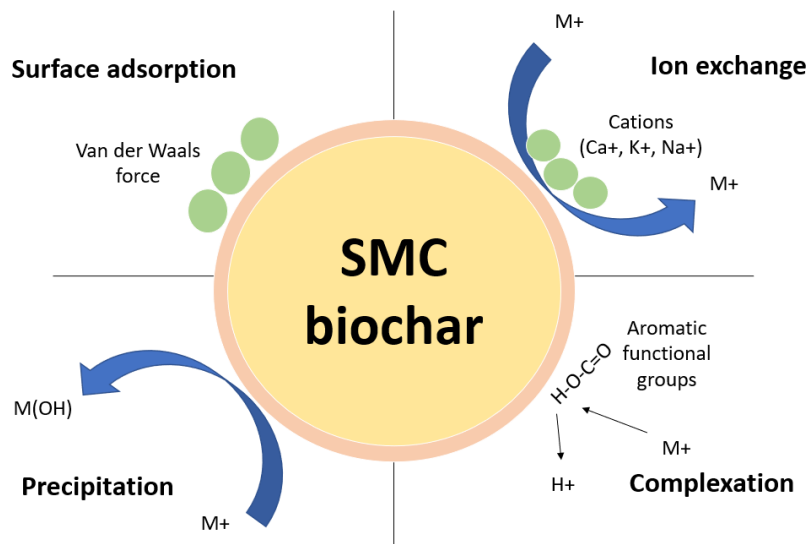 Surface adsorption
Van der Waals
force
M+
Ion exchange
Cations
(Ca+, K+, Na+)
M+
SMC
biochar
M(OH)
Precipitation
M+
Aromatic
functional
groups
H-O-C=O
M+
H+
Complexation